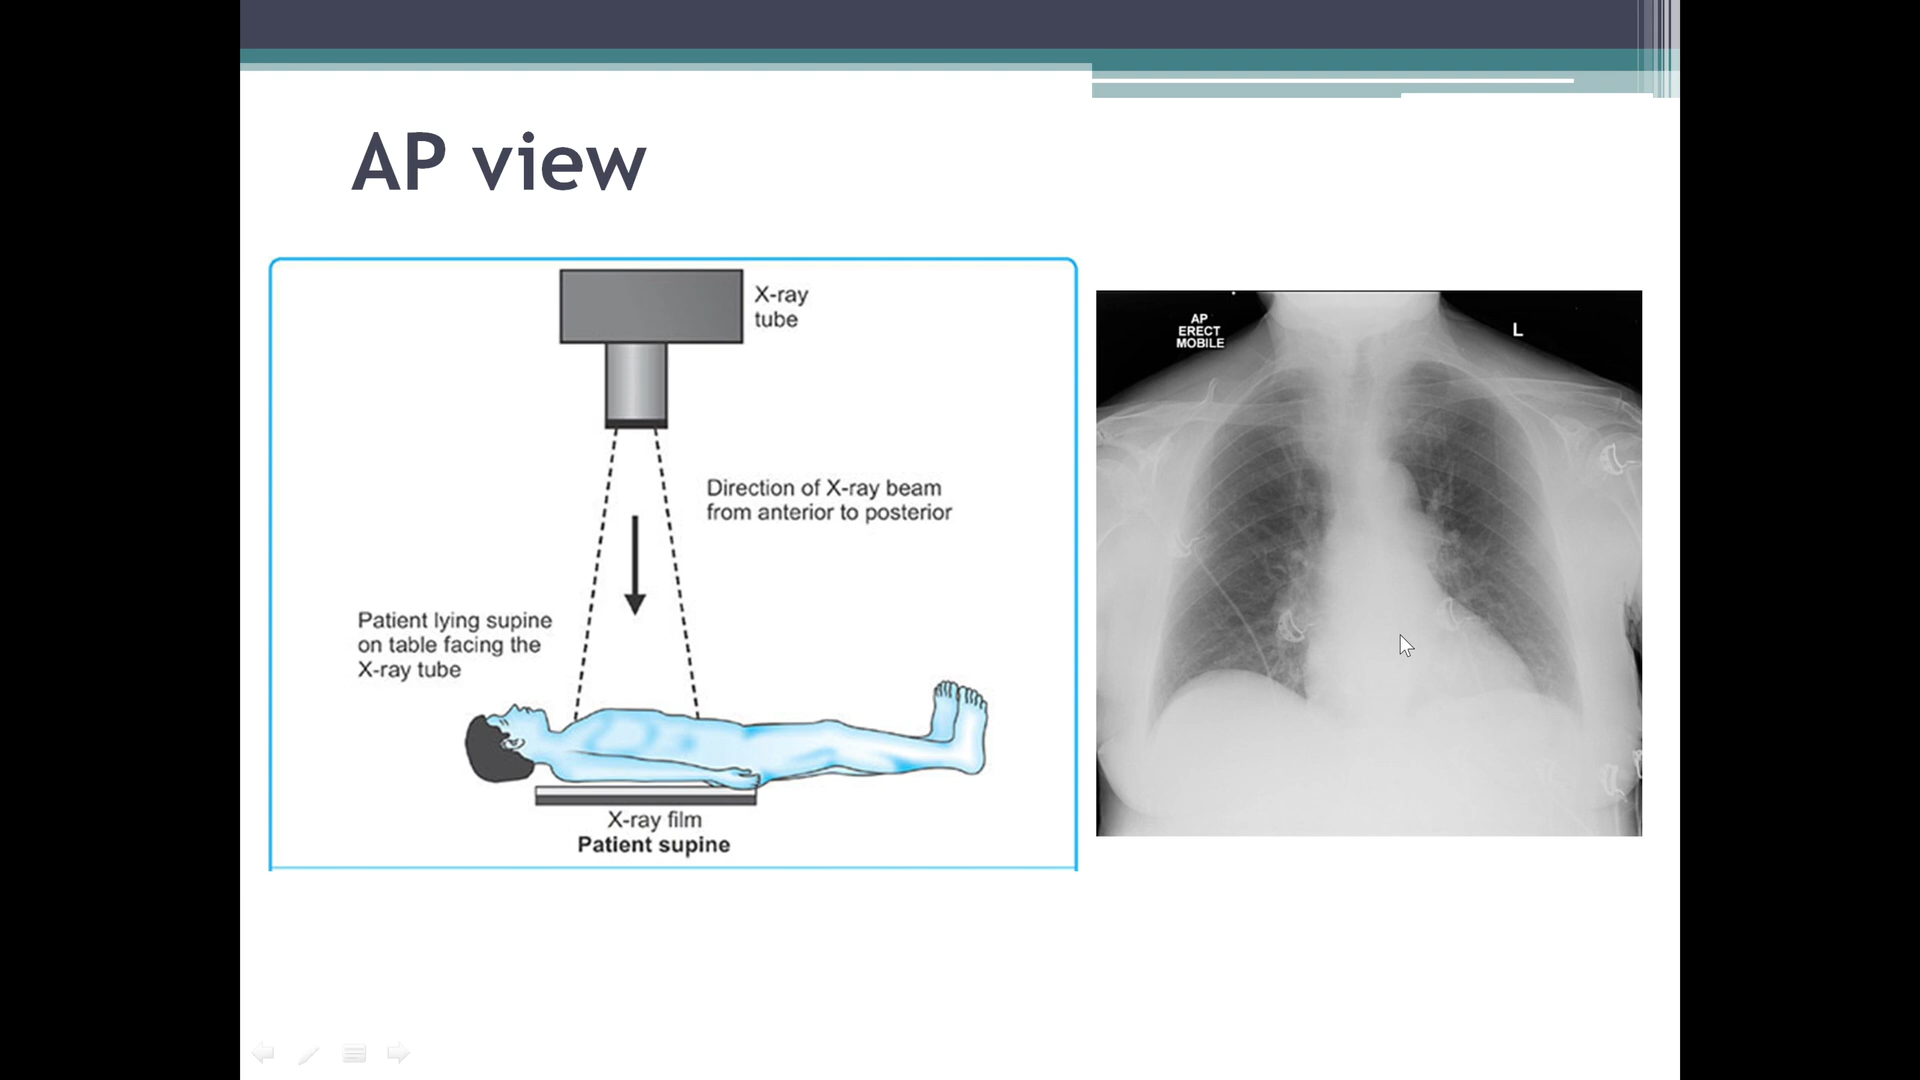 AP view
X-ray
tube
Direction of X-ray beam
from anterior to posterior
Patient lying supine
on table facing the
X-ray tube
X-ray film
Patient supine
AP
ERECT
MOBILE
L